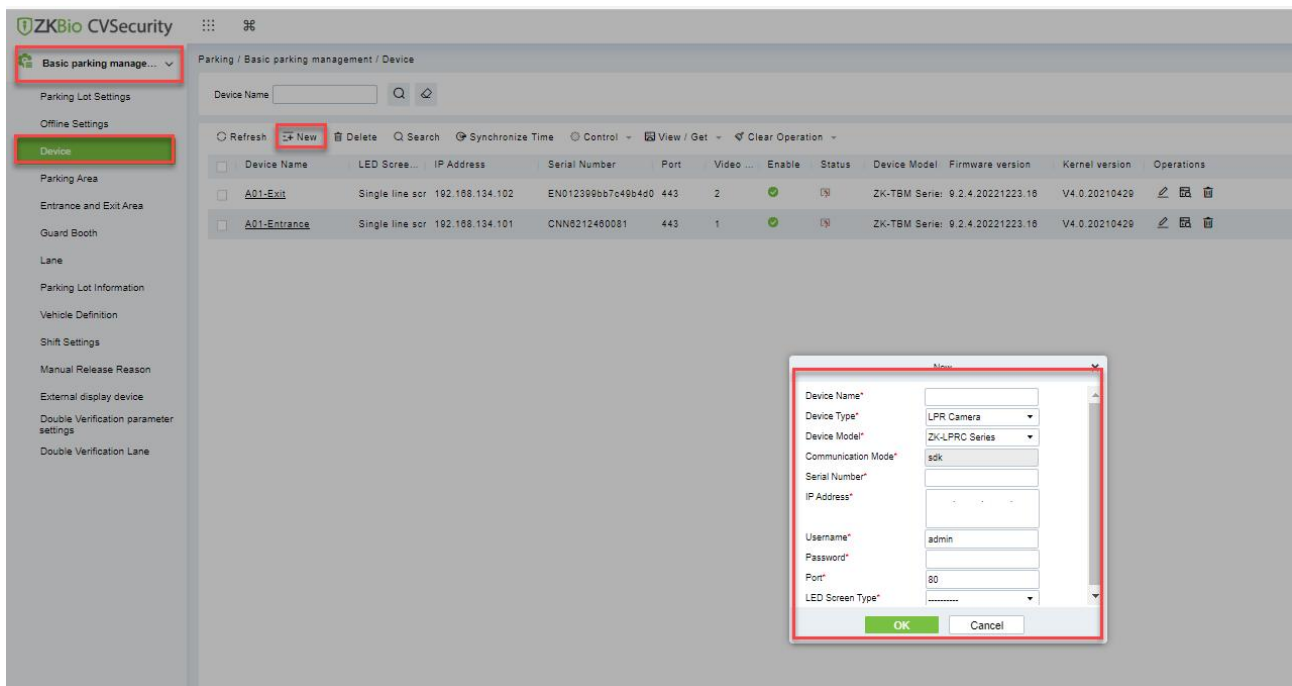 ZKBio CVSecurity
Basic parking manage...
Parking Lot Settings
Offline Settings
Device
Parking Area
Entrance and Exit Area
Guard Booth
Lane
Parking Lot Information
Vehicle Definition
Shift Settings
Manual Release Reason
External display device
Double Verification parameter
settings
Double Verification Lane
Parking / Basic parking management / Device
Device Name
Refresh New Delete Search Synchronize Time Control View / Get Clear Operation
Device Name LED Scree... IP Address Serial Number Port Video ... Enable Status Device Model Firmware version Kernel version Operations
A01-Exit Single line scr 192.168.134.102 EN012399bb7c49b4d0 443 2 ZK-TBM Serie: 9.2.4.20221223.16 V4.0.20210429
A01-Entrance Single line scr 192.168.134.101 CNN6212460081 443 1 ZK-TBM Serie: 9.2.4.20221223.16 V4.0.20210429
New
Device Name*
Device Type* LPR Camera
Device Model* ZK-LPRC Series
Communication Mode* sdk
Serial Number*
IP Address* . . .
Username* admin
Password*
Port* 80
LED Screen Type* ----------
OK Cancel